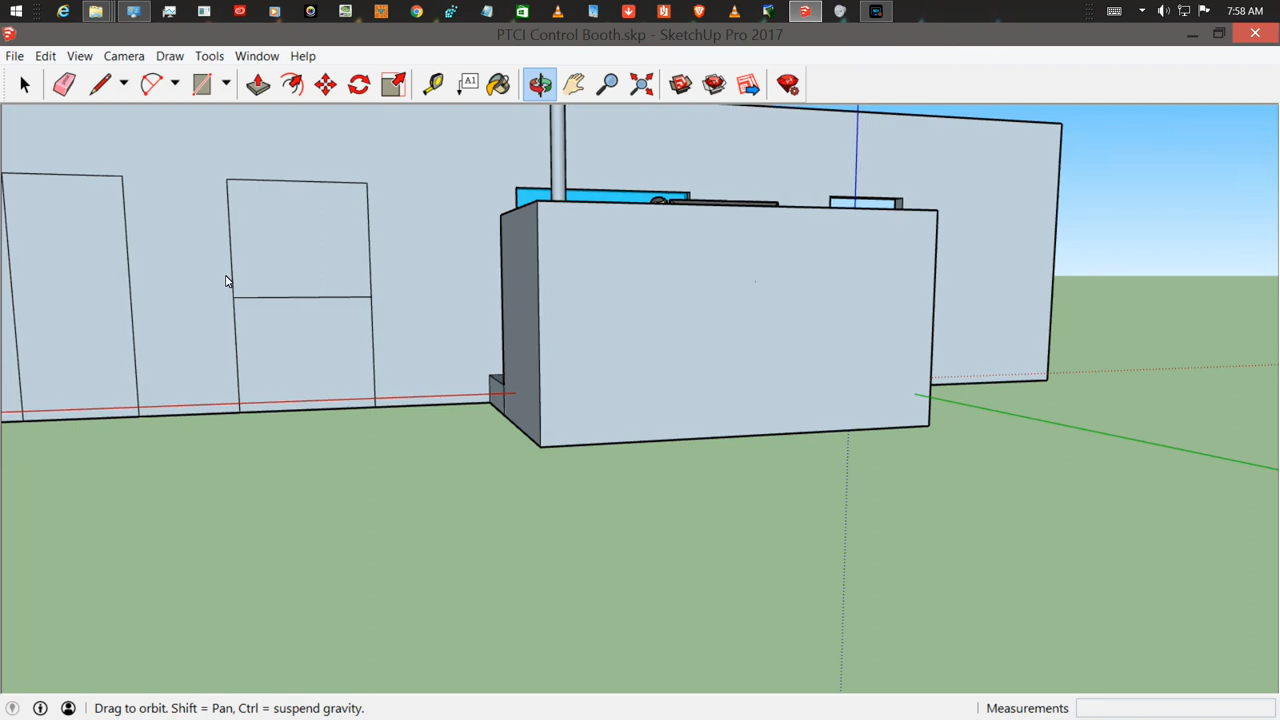 7:58 AM
PTCI Control Booth.skp - SketchUp Pro 2017
File Edit View Camera Draw Tools Window Help
A1
Drag to orbit. Shift = Pan, Ctrl = suspend gravity.
Measurements